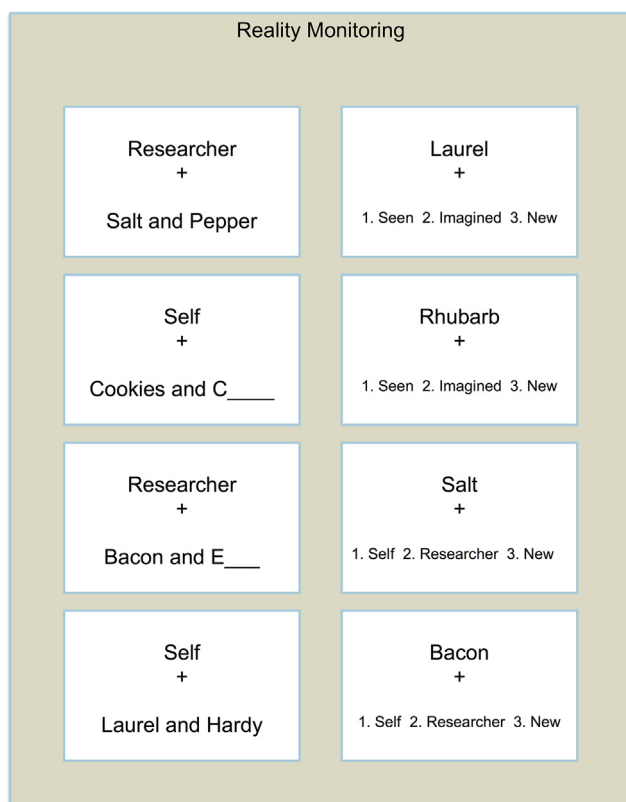 Reality Monitoring
Researcher
+
Salt and Pepper
Laurel
+
1. Seen 2. Imagined 3. New
Self
+
Cookies and C____
Rhubarb
+
1. Seen 2. Imagined 3. New
Researcher
+
Bacon and E___
Salt
+
1. Self 2. Researcher 3. New
Self
+
Laurel and Hardy
Bacon
+
1. Self 2. Researcher 3. New